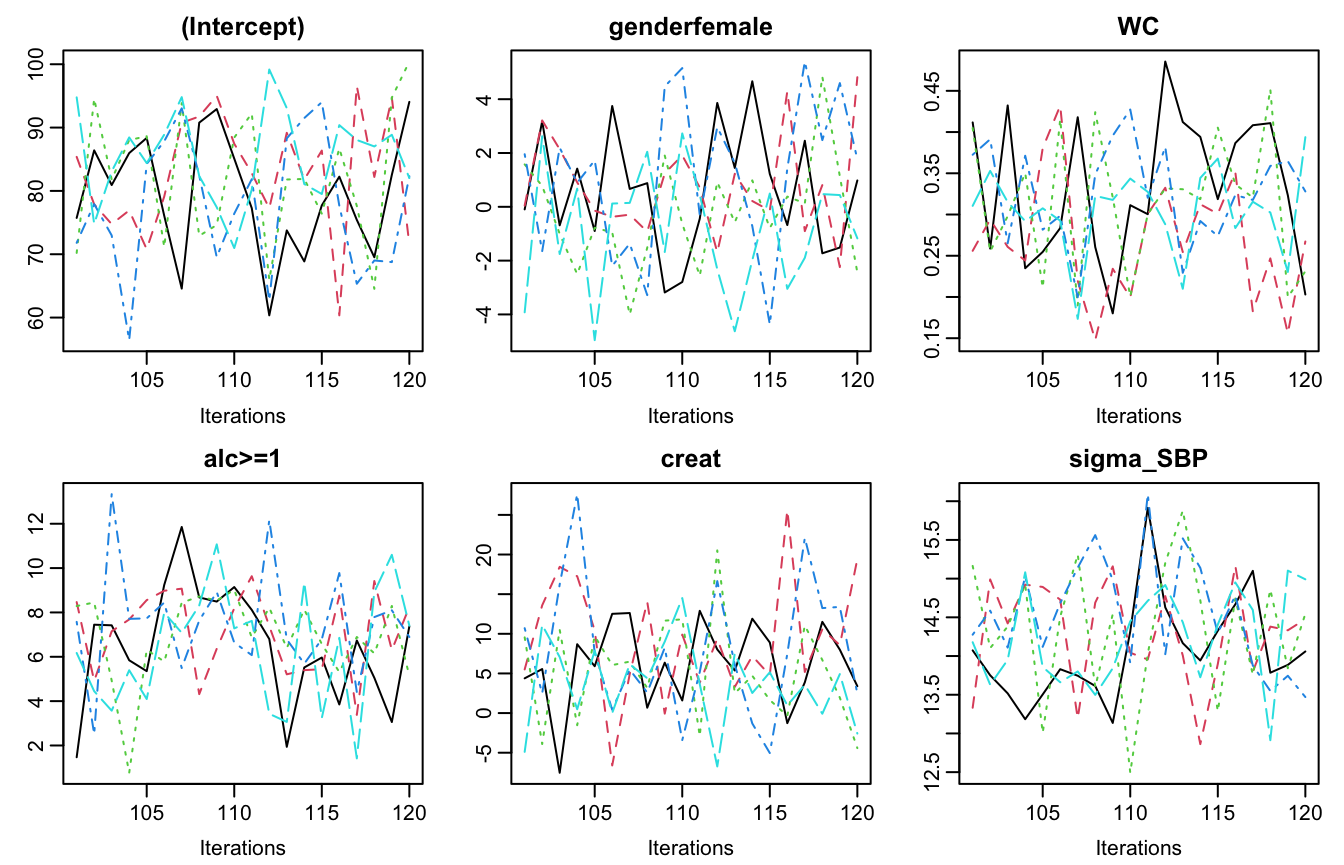 (Intercept)
genderfemale
WC
60 70 80 90 100
-4 -2 0 2 4
0.15 0.25 0.35 0.45
105 110 115 120
105 110 115 120
105 110 115 120
Iterations
Iterations
Iterations
alc>=1
creat
sigma_SBP
2 4 6 8 10 12
-5 0 5 10 20
12.5 13.5 14.5 15.5
105 110 115 120
105 110 115 120
105 110 115 120
Iterations
Iterations
Iterations